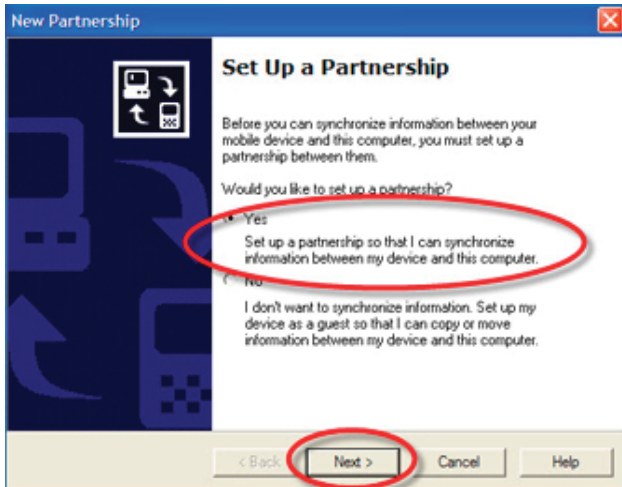 New Partnership
Set Up a Partnership
Before you can synchronize information between your
mobile device and this computer, you must set up a
partnership between them.
Would you like to set up a partnership?
Yes
Set up a partnership so that I can synchronize
information between my device and this computer.
No
I don't want to synchronize information. Set up my
device as a guest so that I can copy or move
information between my device and this computer.
< Back
Next >
Cancel
Help